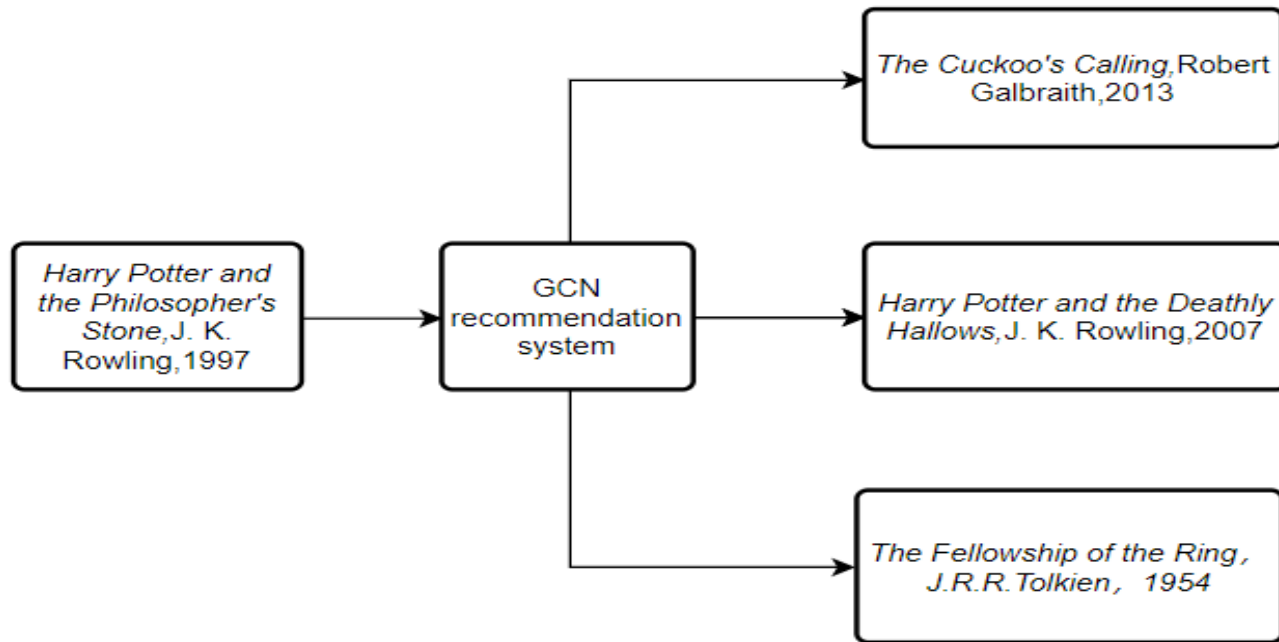 The Cuckoo's Calling,Robert
Galbraith,2013
Harry Potter and
the Philosopher's
Stone,J. K.
Rowling,1997
GCN
recommendation
system
Harry Potter and the Deathly
Hallows,J. K. Rowling,2007
The Fellowship of the Ring，
J.R.R.Tolkien，1954